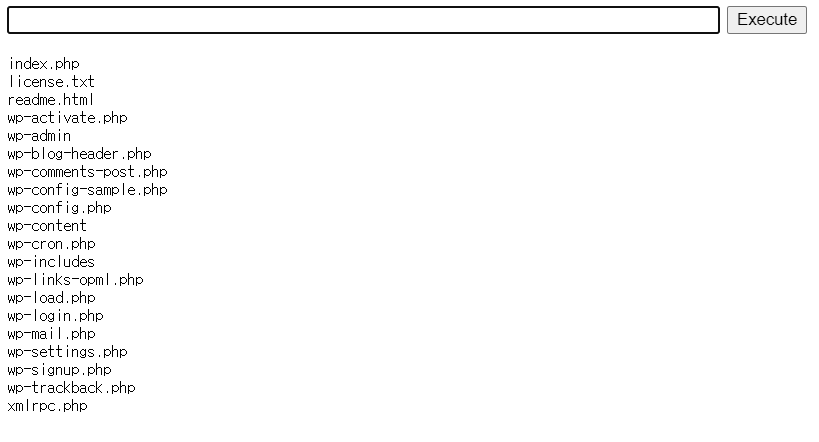 Execute
index.php
license.txt
readme.html
wp-activate.php
wp-admin
wp-blog-header.php
wp-comments-post.php
wp-config-sample.php
wp-config.php
wp-content
wp-cron.php
wp-includes
wp-links-opml.php
wp-load.php
wp-login.php
wp-mail.php
wp-settings.php
wp-signup.php
wp-trackback.php
xmlrpc.php